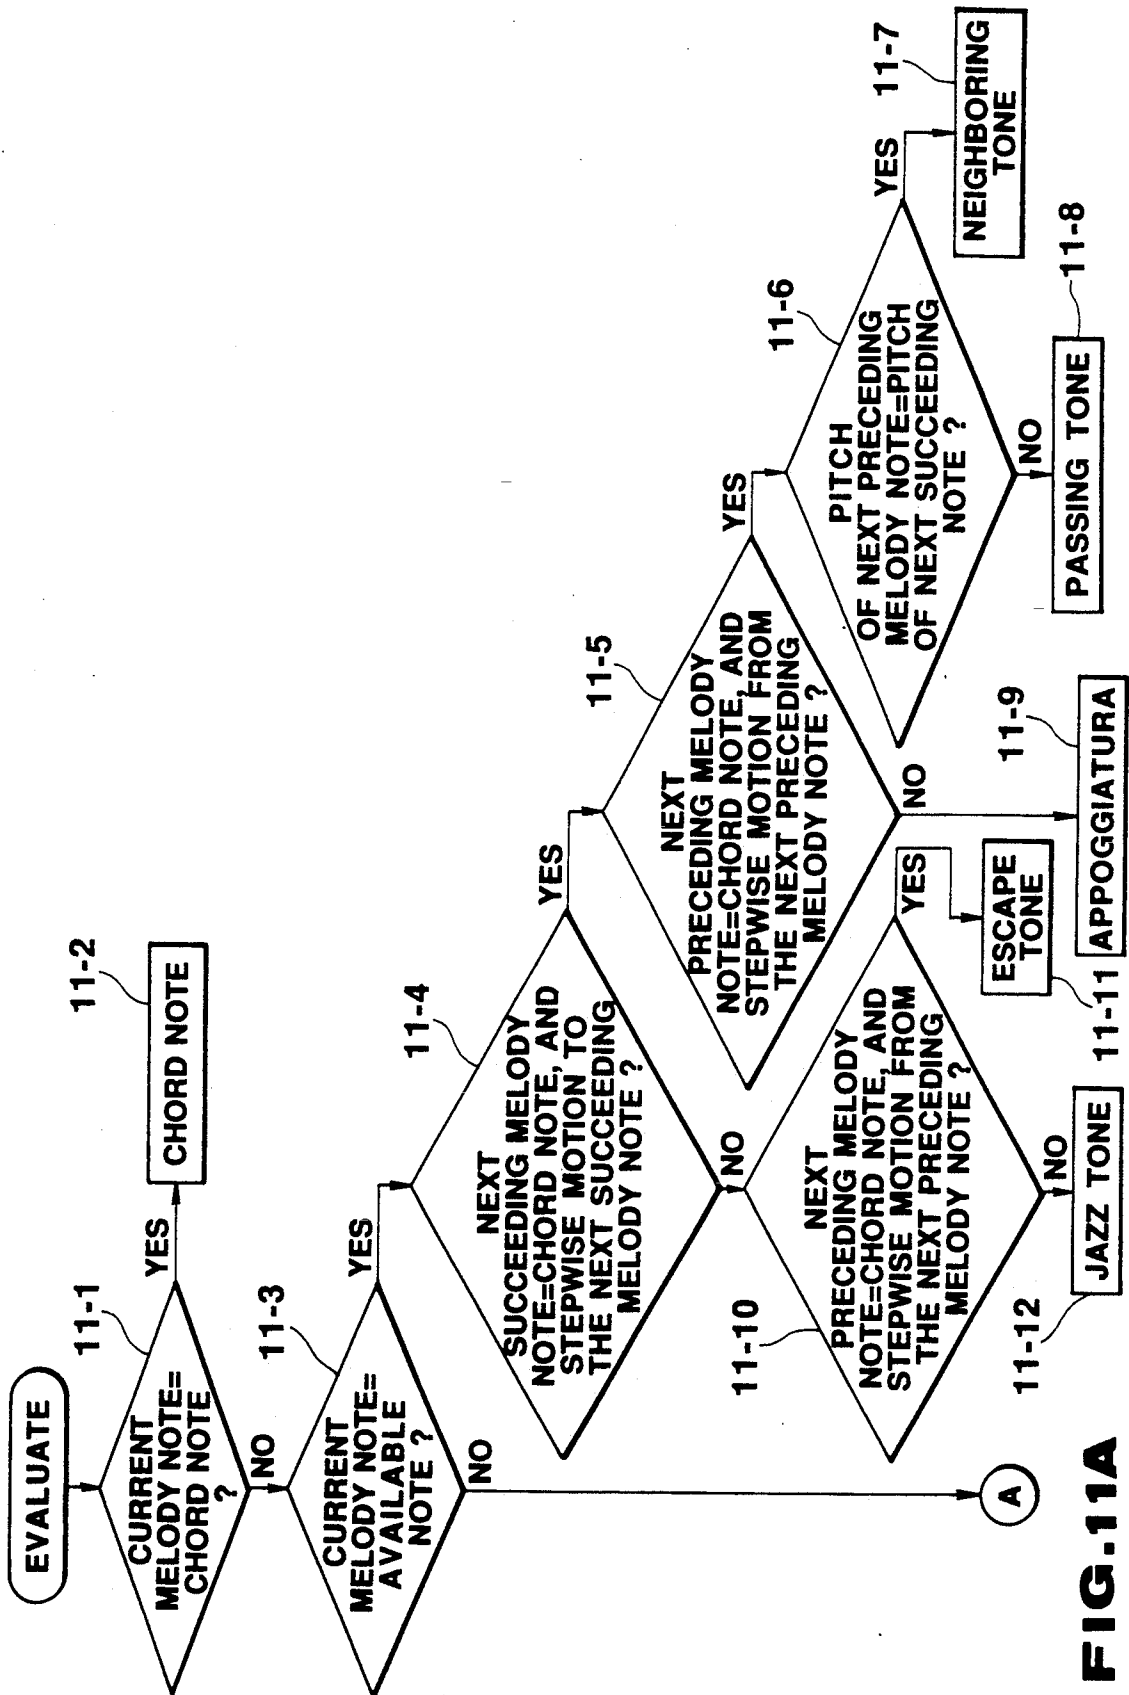 EVALUATE
11-1
CURRENT
MELODY NOTE=
CHORD NOTE
?
YES
11-2
CHORD NOTE
NO
11-3
CURRENT
MELODY NOTE=
AVAILABLE
NOTE ?
YES
NO
11-4
NEXT
SUCCEEDING MELODY
NOTE=CHORD NOTE, AND
STEPWISE MOTION TO
THE NEXT SUCCEEDING
MELODY NOTE ?
YES
NO
11-5
NEXT
PRECEDING MELODY
NOTE=CHORD NOTE, AND
STEPWISE MOTION FROM
THE NEXT PRECEDING
MELODY NOTE ?
YES
NO
11-6
PITCH
OF NEXT PRECEDING
MELODY NOTE=PITCH
OF NEXT SUCCEEDING
NOTE ?
YES
11-7
NEIGHBORING
TONE
NO
11-8
PASSING TONE
11-9
APPOGGIATURA
11-10
NEXT
PRECEDING MELODY
NOTE=CHORD NOTE, AND
STEPWISE MOTION FROM
THE NEXT PRECEDING
MELODY NOTE ?
YES
ESCAPE
TONE
11-11
NO
11-12
JAZZ TONE
A
FIG.11A